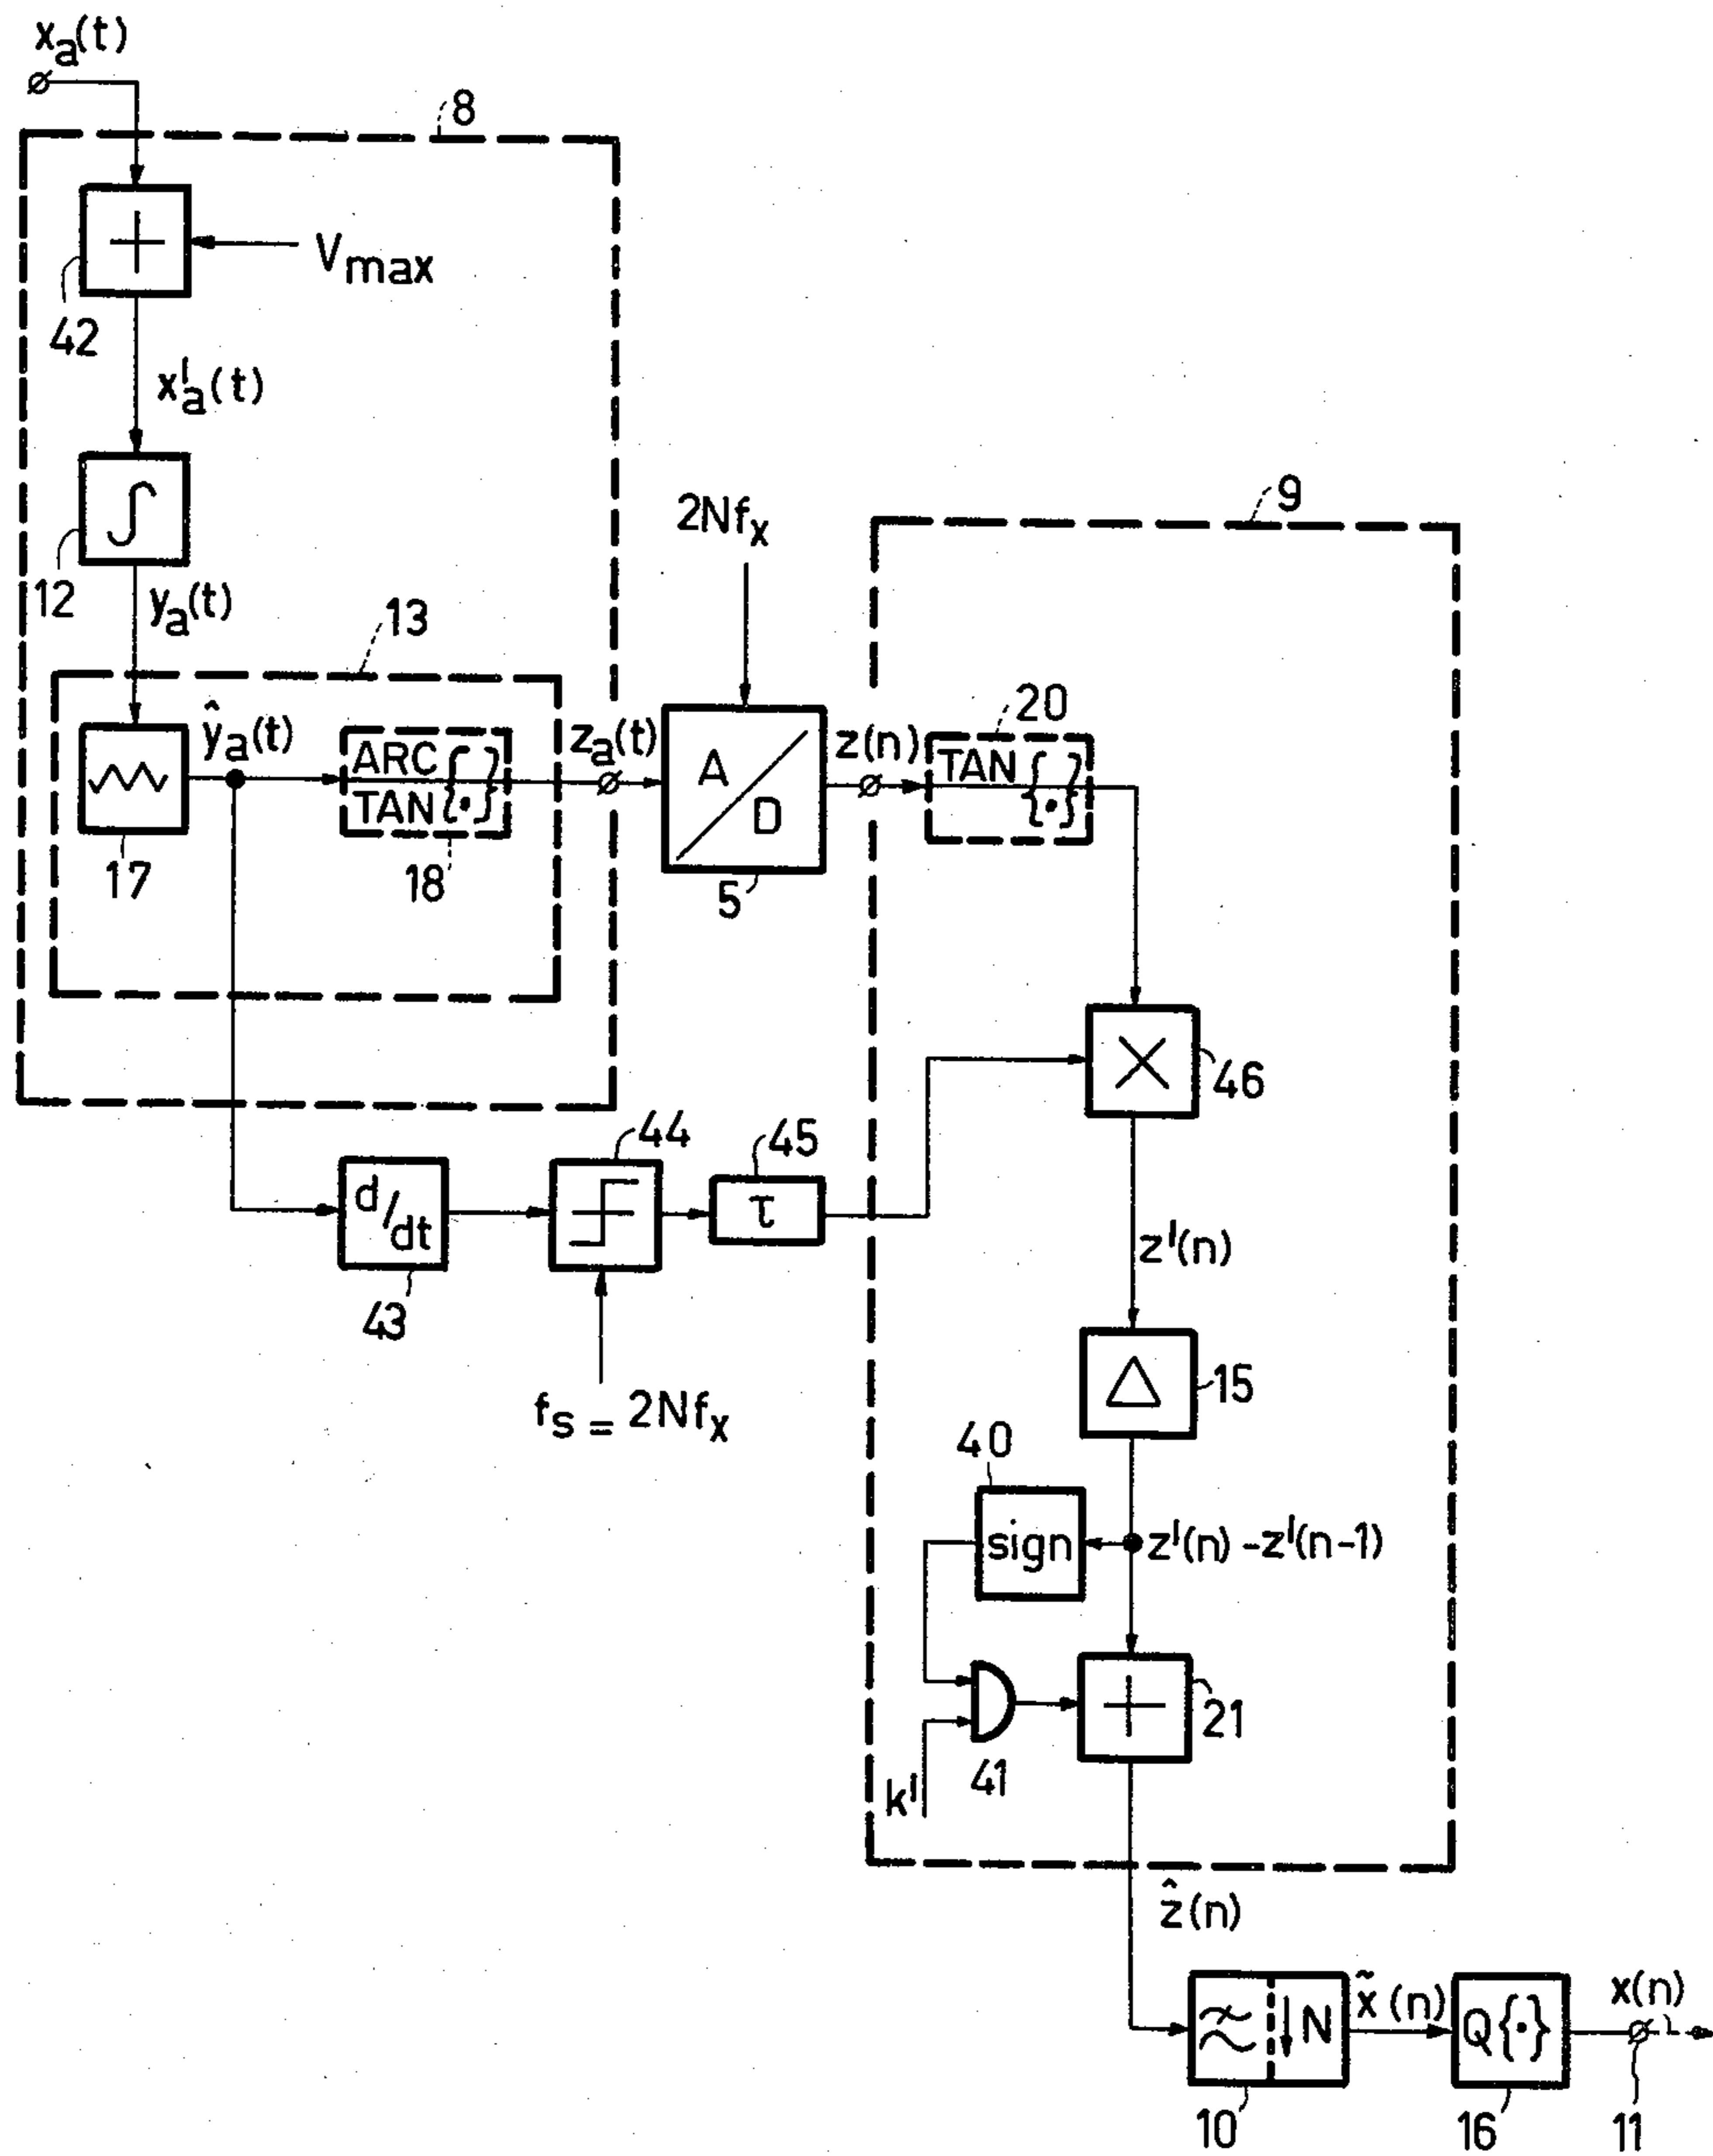 xa(t)
8
+
Vmax
42
x'a(t)
∫
12
ya(t)
13
ŷa(t)
17
ARC
TAN {·}
18
za(t)
2Nfx
A/D
5
z(n)
9
20
TAN {·}
×
46
d/dt
43
44
fs = 2Nfx
45
τ
z'(n)
△
15
40
sign
z'(n) -z'(n-1)
41
k'
+
21
ẑ(n)
↓N
10
x̃(n)
Q{·}
16
x(n)
11